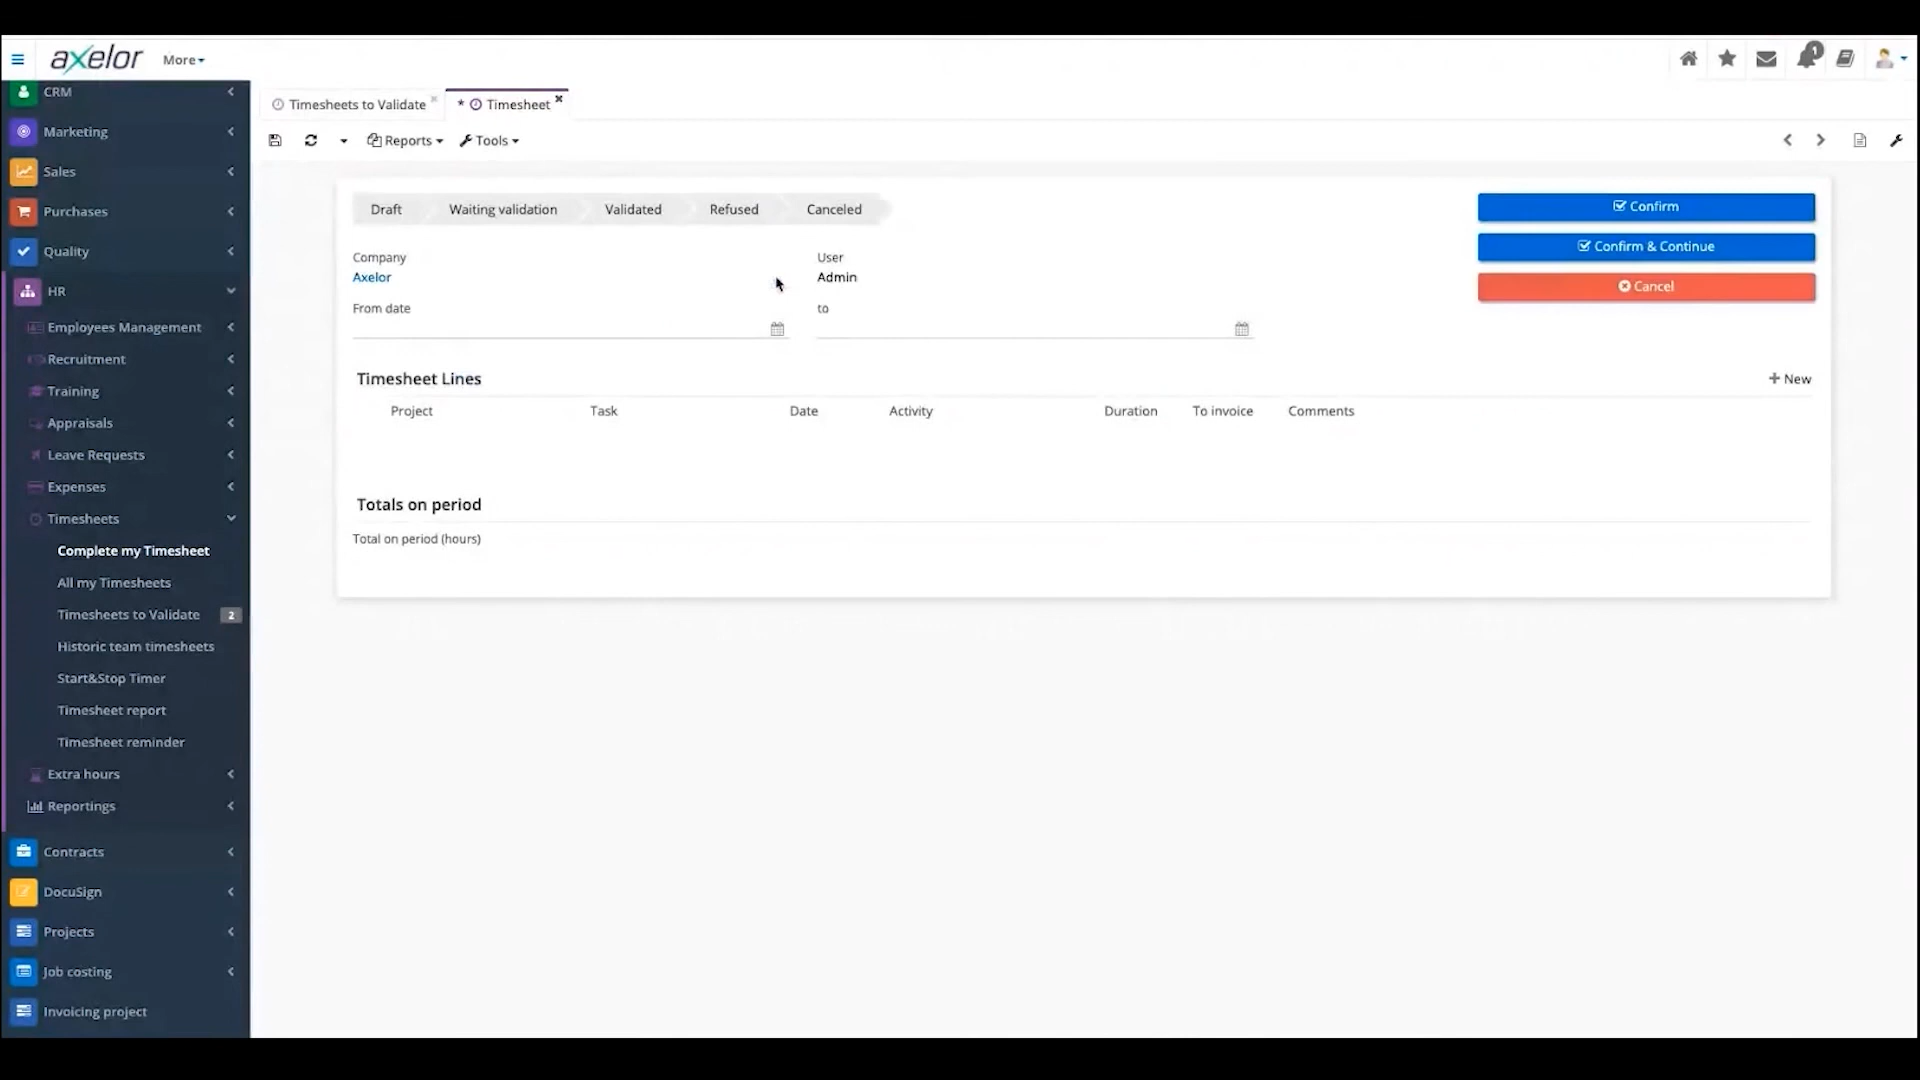 axelor More
1
CRM
Marketing
Sales
Purchases
Quality
HR
Employees Management
Recruitment
Training
Appraisals
Leave Requests
Expenses
Timesheets
Complete my Timesheet
All my Timesheets
Timesheets to Validate 2
Historic team timesheets
Start&Stop Timer
Timesheet report
Timesheet reminder
Extra hours
Reportings
Contracts
DocuSign
Projects
Job costing
Invoicing project
Timesheets to Validate * Timesheet
Reports Tools
Draft Waiting validation Validated Refused Canceled
Confirm
Confirm & Continue
Cancel
Company User
Axelor Admin
From date to
Timesheet Lines + New
Project Task Date Activity Duration To invoice Comments
Totals on period
Total on period (hours)